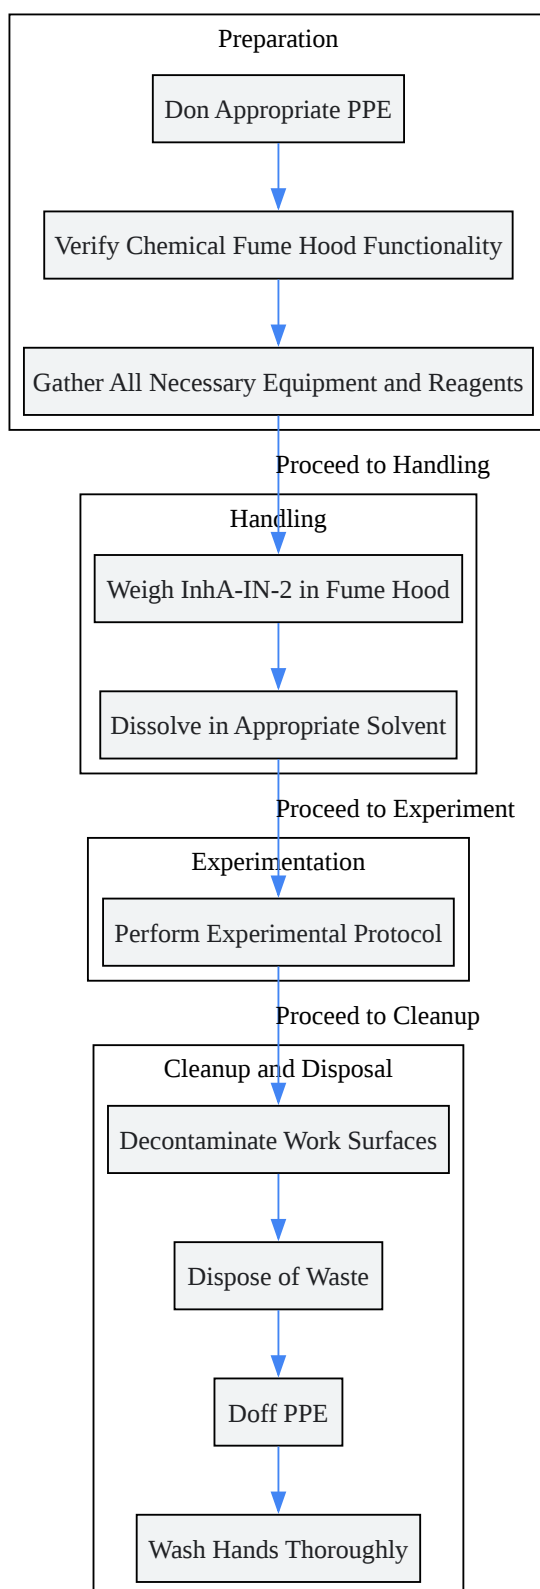 Preparation
Don Appropriate PPE
Verify Chemical Fume Hood Functionality
Gather All Necessary Equipment and Reagents
Proceed to Handling
Handling
Weigh InhA-IN-2 in Fume Hood
Dissolve in Appropriate Solvent
Proceed to Experiment
Experimentation
Perform Experimental Protocol
Proceed to Cleanup
Cleanup and Disposal
Decontaminate Work Surfaces
Dispose of Waste
Doff PPE
Wash Hands Thoroughly